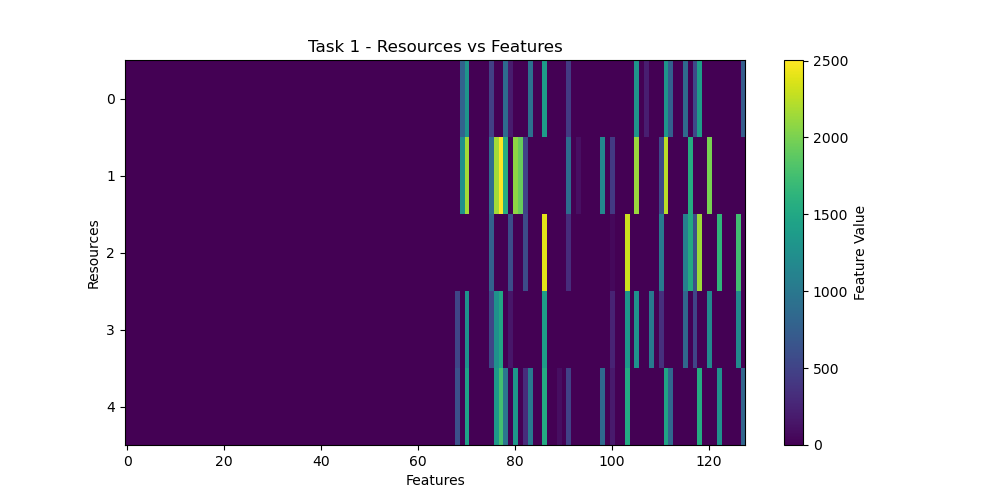 Task 1 - Resources vs Features
Resources
0
1
2
3
4
0 20 40 60 80 100 120
Features
2500
2000
1500
1000
500
0
Feature Value